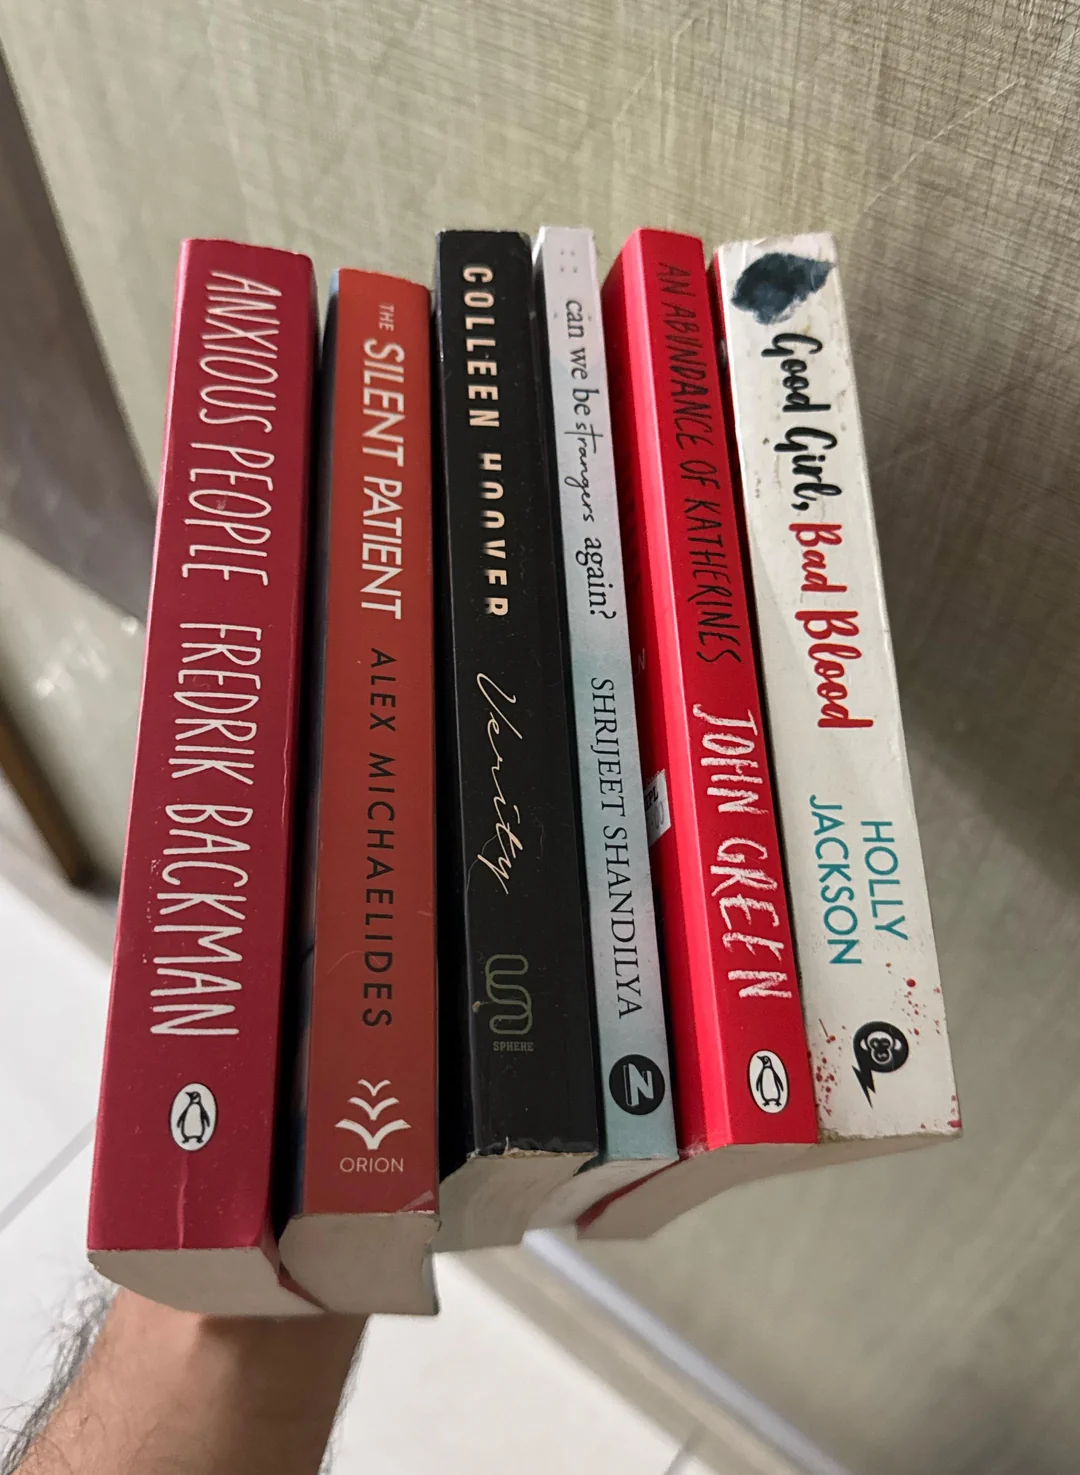 ANXIOUS PEOPLE FREDRIK BACKMAN
THE SILENT PATIENT ALEX MICHAELIDES
ORION
COLLEEN HOOVER Verity
SPHERE
can we be strangers again? SHRIJEET SHANDILYA
Z
AN ABUNDANCE OF KATHERINES JOHN GREEN
Good Girl, Bad Blood
HOLLY
JACKSON